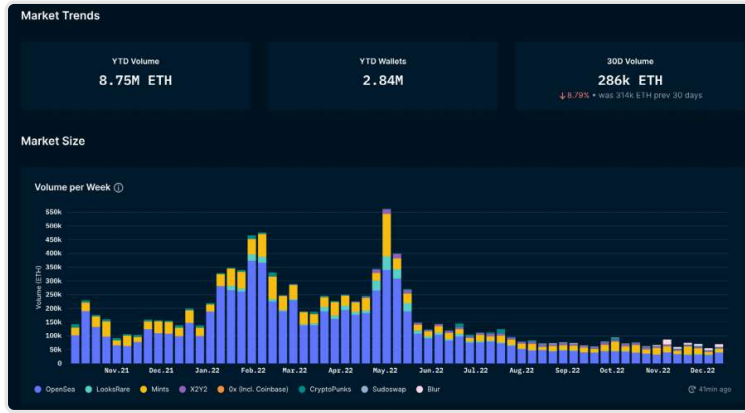 Market Trends
YTD Volume
8.75M ETH
YTD Wallets
2.84M
30D Volume
286k ETH
↓8.79% • was 314k ETH prev 30 days
Market Size
Volume per Week
Volume (ETH)
550k
500k
450k
400k
350k
300k
250k
200k
150k
100k
50k
0
Nov.21 Dec.21 Jan.22 Feb.22 Mar.22 Apr.22 May.22 Jun.22 Jul.22 Aug.22 Sep.22 Oct.22 Nov.22 Dec.22
OpenSea LooksRare Mints X2Y2 0x (Incl. Coinbase) CryptoPunks Sudoswap Blur
41min ago